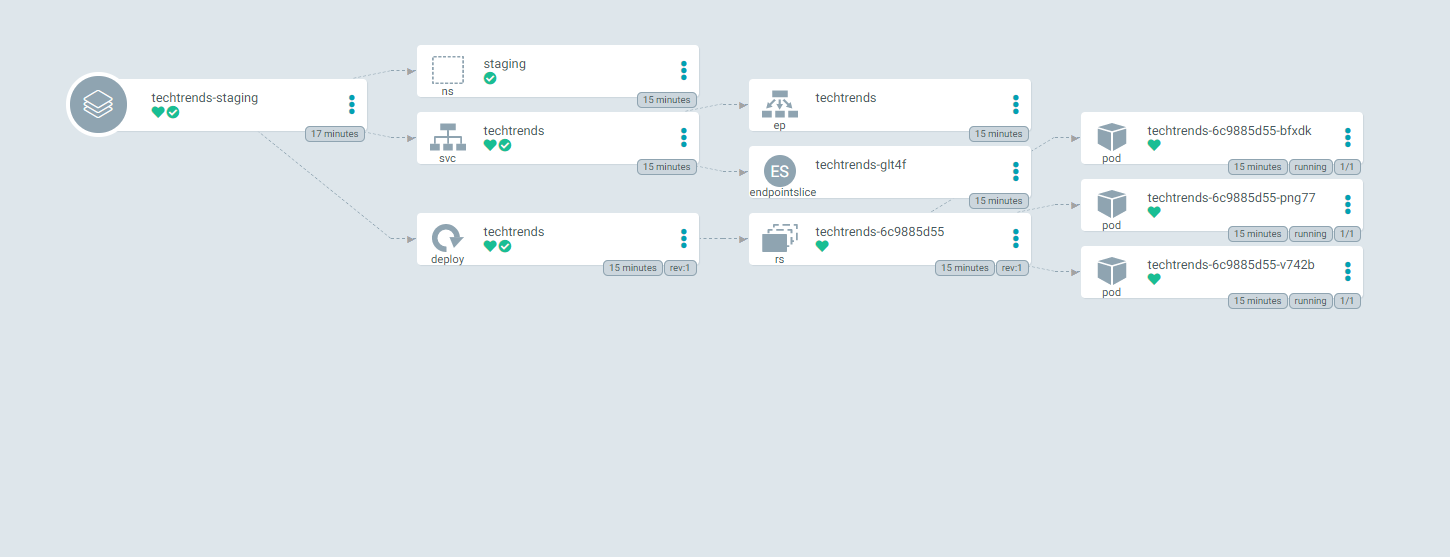 techtrends-staging
17 minutes
staging
ns
15 minutes
techtrends
svc
15 minutes
techtrends
deploy
15 minutes
rev:1
techtrends
ep
15 minutes
ES
techtrends-glt4f
endpointslice
15 minutes
techtrends-6c9885d55
rs
15 minutes
rev:1
techtrends-6c9885d55-bfxdk
pod
15 minutes
running
1/1
techtrends-6c9885d55-png77
pod
15 minutes
running
1/1
techtrends-6c9885d55-v742b
pod
15 minutes
running
1/1